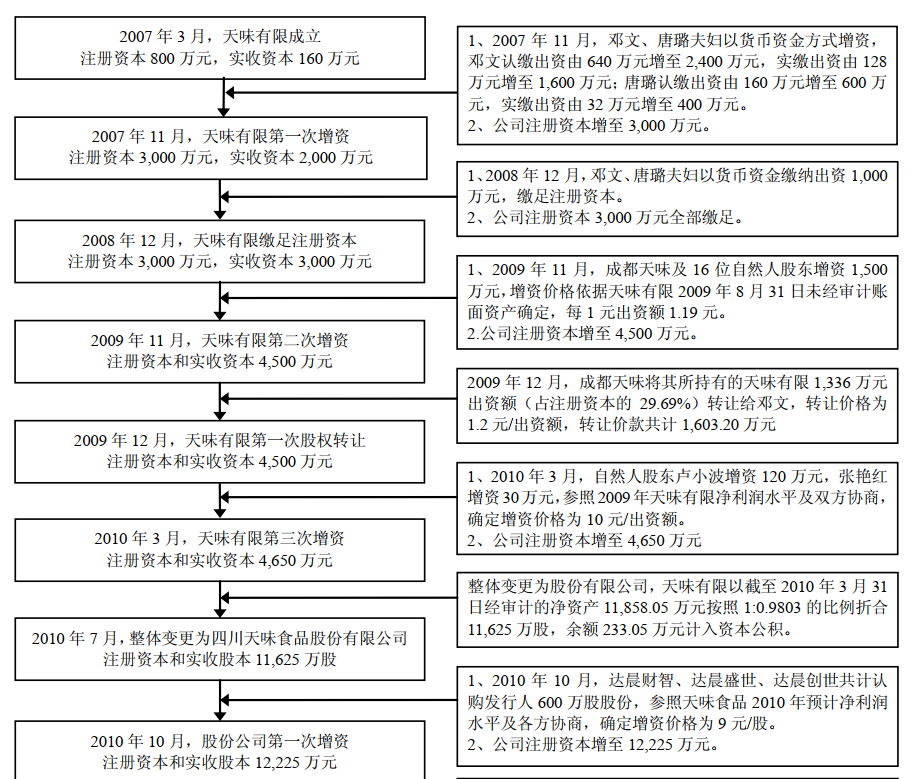 2007 年 3 月，天味有限成立
注册资本 800 万元，实收资本 160 万元
1、2007 年 11 月，邓文、唐璐夫妇以货币资金方式增资，
邓文认缴出资由 640 万元增至 2,400 万元，实缴出资由 128
万元增至 1,600 万元；唐璐认缴出资由 160 万元增至 600 万
元，实缴出资由 32 万元增至 400 万元。
2、公司注册资本增至 3,000 万元。
2007 年 11 月，天味有限第一次增资
注册资本 3,000 万元，实收资本 2,000 万元
1、2008 年 12 月，邓文、唐璐夫妇以货币资金缴纳出资 1,000
万元，缴足注册资本。
2、公司注册资本 3,000 万元全部缴足。
2008 年 12 月，天味有限缴足注册资本
注册资本 3,000 万元，实收资本 3,000 万元
1、2009 年 11 月，成都天味及 16 位自然人股东增资 1,500
万元，增资价格依据天味有限 2009 年 8 月 31 日未经审计账
面资产确定，每 1 元出资额 1.19 元。
2.公司注册资本增至 4,500 万元。
2009 年 11 月，天味有限第二次增资
注册资本和实收资本 4,500 万元
2009 年 12 月，成都天味将其所持有的天味有限 1,336 万元
出资额（占注册资本的 29.69%）转让给邓文，转让价格为
1.2 元/出资额，转让价款共计 1,603.20 万元
2009 年 12 月，天味有限第一次股权转让
注册资本和实收资本 4,500 万元
1、2010 年 3 月，自然人股东卢小波增资 120 万元，张艳红
增资 30 万元，参照 2009 年天味有限净利润水平及双方协商，
确定增资价格为 10 元/出资额。
2、公司注册资本增至 4,650 万元
2010 年 3 月，天味有限第三次增资
注册资本和实收资本 4,650 万元
整体变更为股份有限公司，天味有限以截至 2010 年 3 月 31
日经审计的净资产 11,858.05 万元按照 1:0.9803 的比例折合
11,625 万股，余额 233.05 万元计入资本公积。
2010 年 7 月，整体变更为四川天味食品股份有限公司
注册资本和实收股本 11,625 万股
1、2010 年 10 月，达晨财智、达晨盛世、达晨创世共计认
购发行人 600 万股股份，参照天味食品 2010 年预计净利润
水平及各方协商，确定增资价格为 9 元/股。
2、公司注册资本增至 12,225 万元。
2010 年 10 月，股份公司第一次增资
注册资本和实收股本 12,225 万元